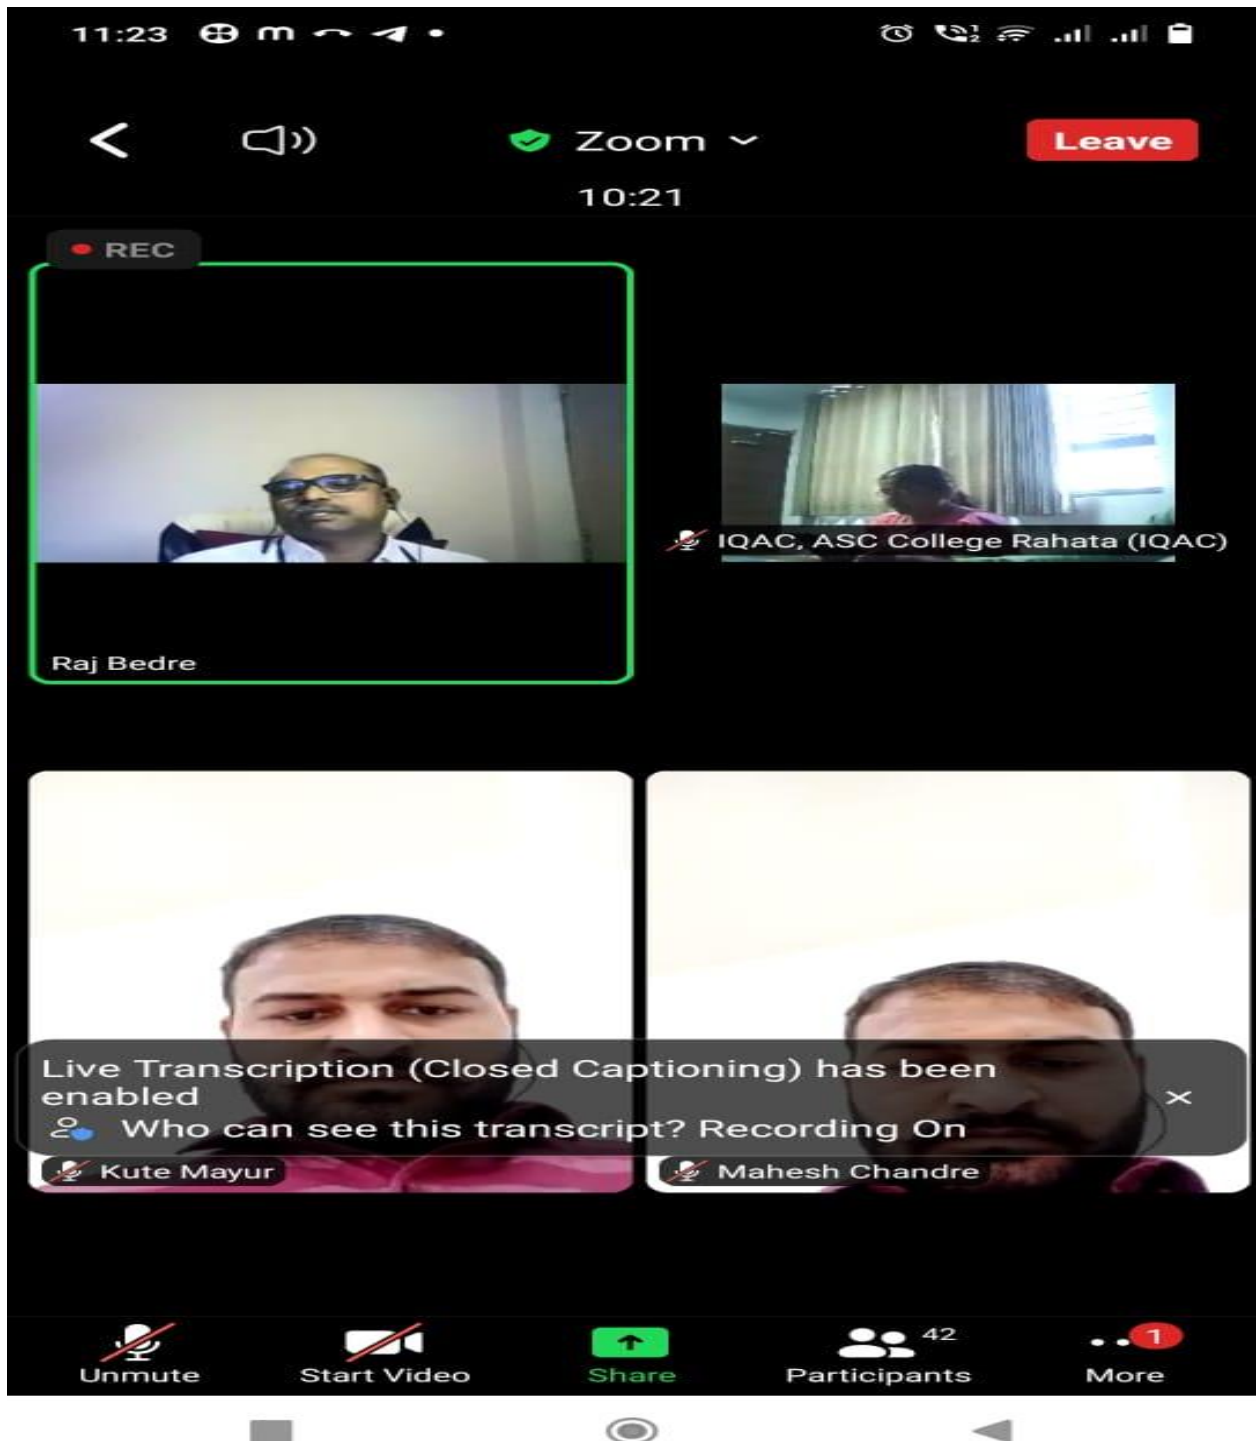 11:23
Zoom
Leave
10:21
REC
IQAC, ASC College Rahata (IQAC)
Raj Bedre
Live Transcription (Closed Captioning) has been
enabled
Who can see this transcript? Recording On
Kute Mayur
Mahesh Chandre
Unmute
Start Video
Share
42
Participants
1
More